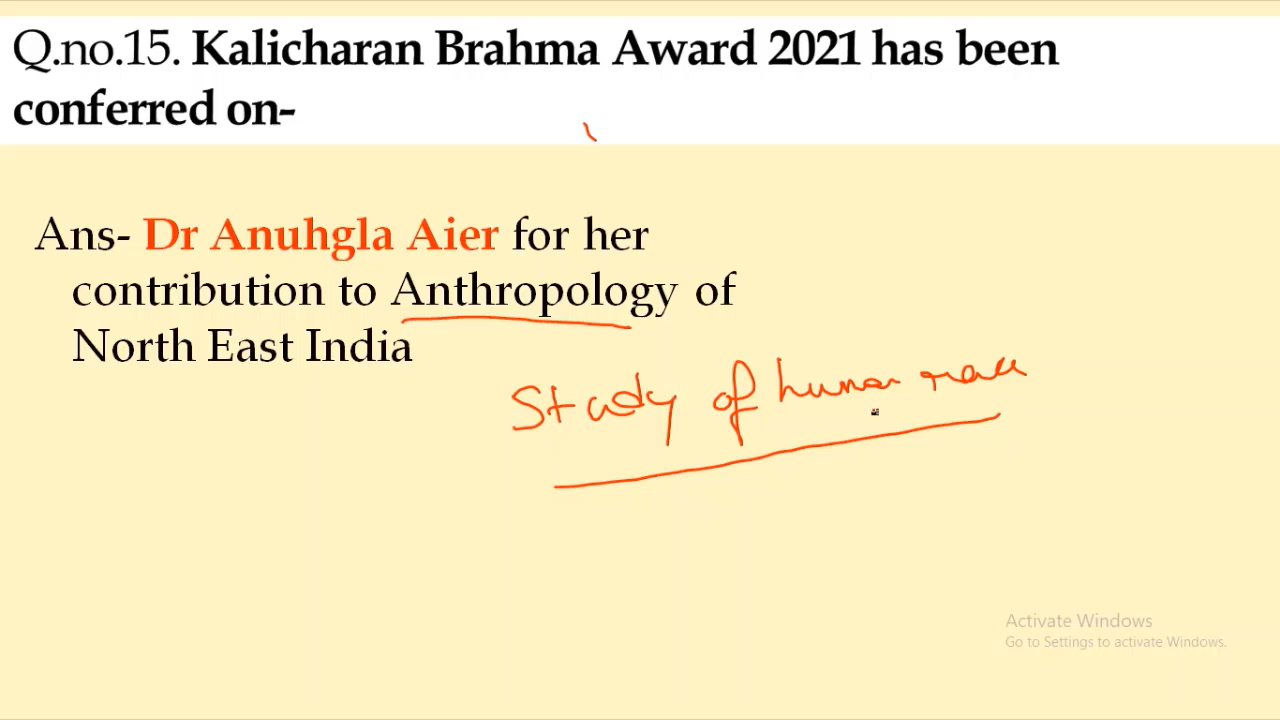 Q.no.15. Kalicharan Brahma Award 2021 has been
conferred on-
Ans- Dr Anuhgla Aier for her
contribution to Anthropology of
North East India
Study of human race
Activate Windows
Go to Settings to activate Windows.